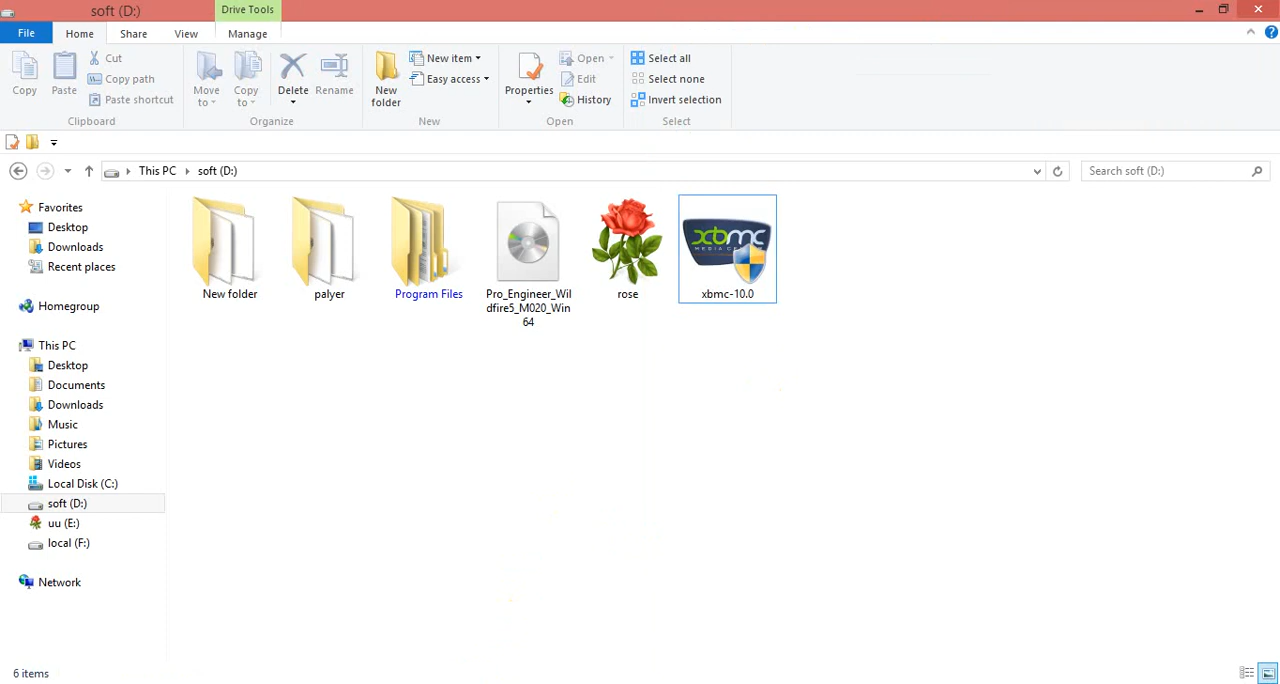 soft (D:)
Drive Tools
File
Home
Share
View
Manage
Copy
Paste
Cut
Copy path
Paste shortcut
Clipboard
Move
to
Copy
to
Delete
Rename
Organize
New
folder
New item
Easy access
New
Properties
Open
Edit
History
Open
Select all
Select none
Invert selection
Select
This PC
soft (D:)
Search soft (D:)
Favorites
Desktop
Downloads
Recent places
Homegroup
This PC
Desktop
Documents
Downloads
Music
Pictures
Videos
Local Disk (C:)
soft (D:)
uu (E:)
local (F:)
Network
New folder
palyer
Program Files
Pro_Engineer_Wil
dfire5_M020_Win
64
rose
xbmc
MEDIA CENTER
xbmc-10.0
6 items